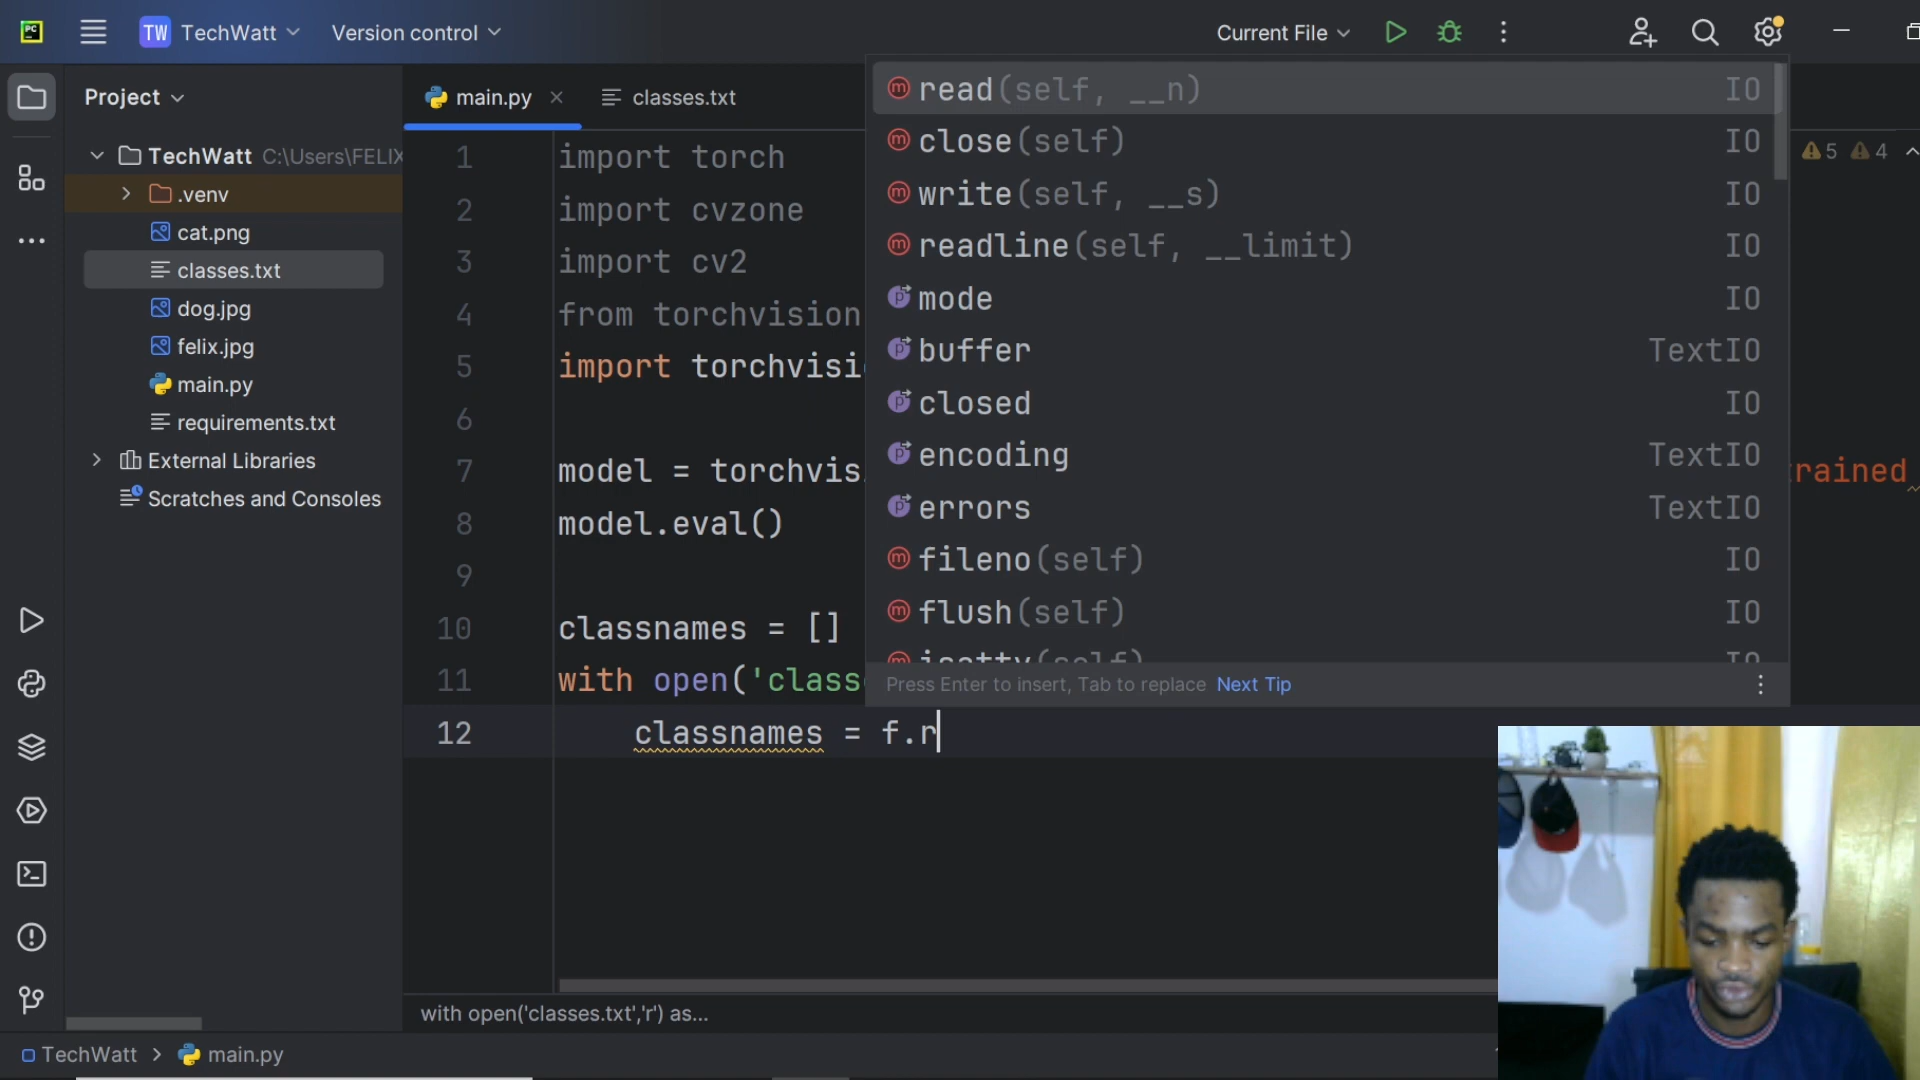 PC
TW TechWatt
Version control
Current File
Project
main.py
classes.txt
TechWatt C:\Users\FELIX
.venv
cat.png
classes.txt
dog.jpg
felix.jpg
main.py
requirements.txt
External Libraries
Scratches and Consoles
1 import torch
2 import cvzone
3 import cv2
4 from torchvision
5 import torchvisi
6
7 model = torchvis
rained
8 model.eval()
9
10 classnames = []
11 with open('class
12 classnames = f.r
5 4
m read(self, __n) IO
m close(self) IO
m write(self, __s) IO
m readline(self, __limit) IO
p mode IO
p buffer TextIO
p closed IO
p encoding TextIO
p errors TextIO
m fileno(self) IO
m flush(self) IO
m isatty(self) IO
Press Enter to insert, Tab to replace Next Tip
with open('classes.txt','r') as...
TechWatt > main.py